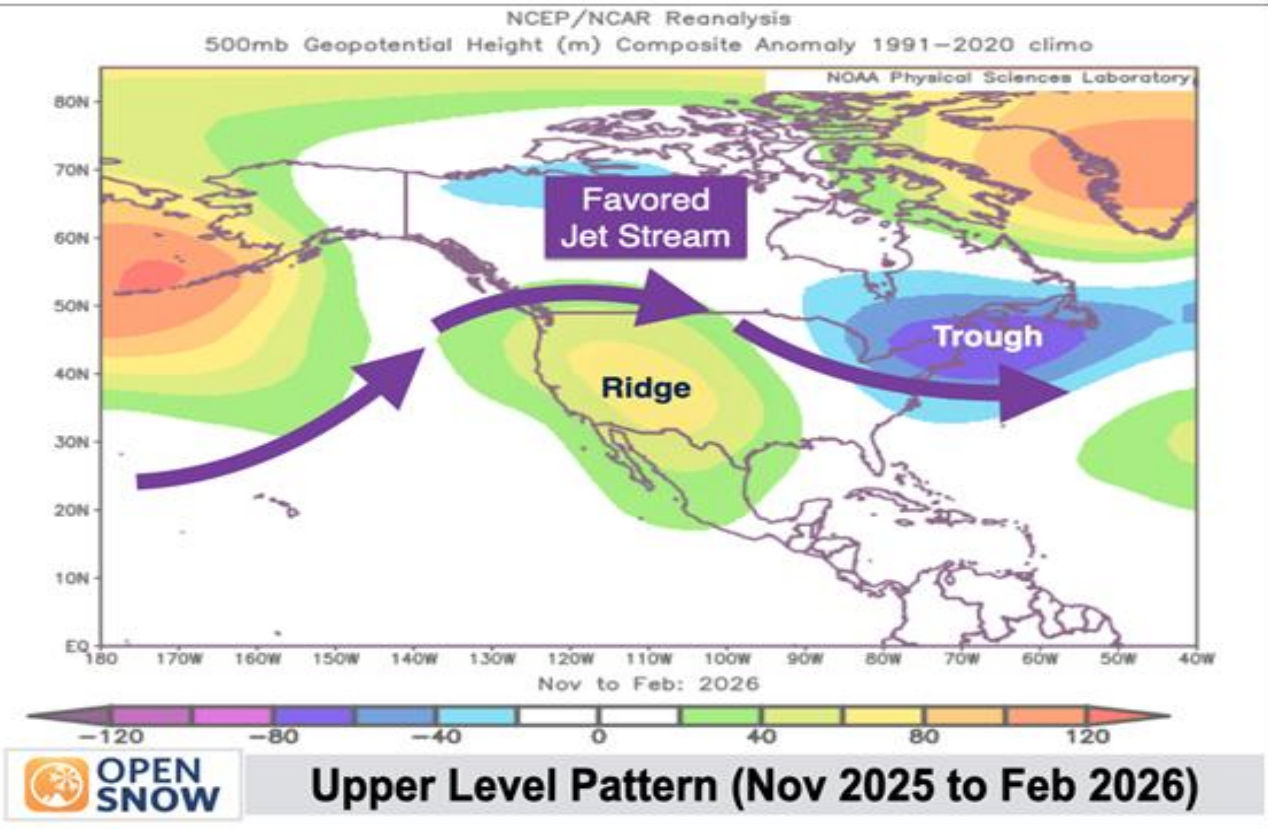 NCEP/NCAR Reanalysis
500mb Geopotential Height (m) Composite Anomaly 1991-2020 climo
NOAA Physical Sciences Laboratory
80N
70N
60N
50N
40N
30N
20N
10N
EQ
Favored
Jet Stream
Trough
Ridge
180 170W 160W 150W 140W 130W 120W 110W 100W 90W 80W 70W 60W 50W 40W
Nov to Feb: 2026
-120 -80 -40 0 40 80 120
OPEN
SNOW
Upper Level Pattern (Nov 2025 to Feb 2026)